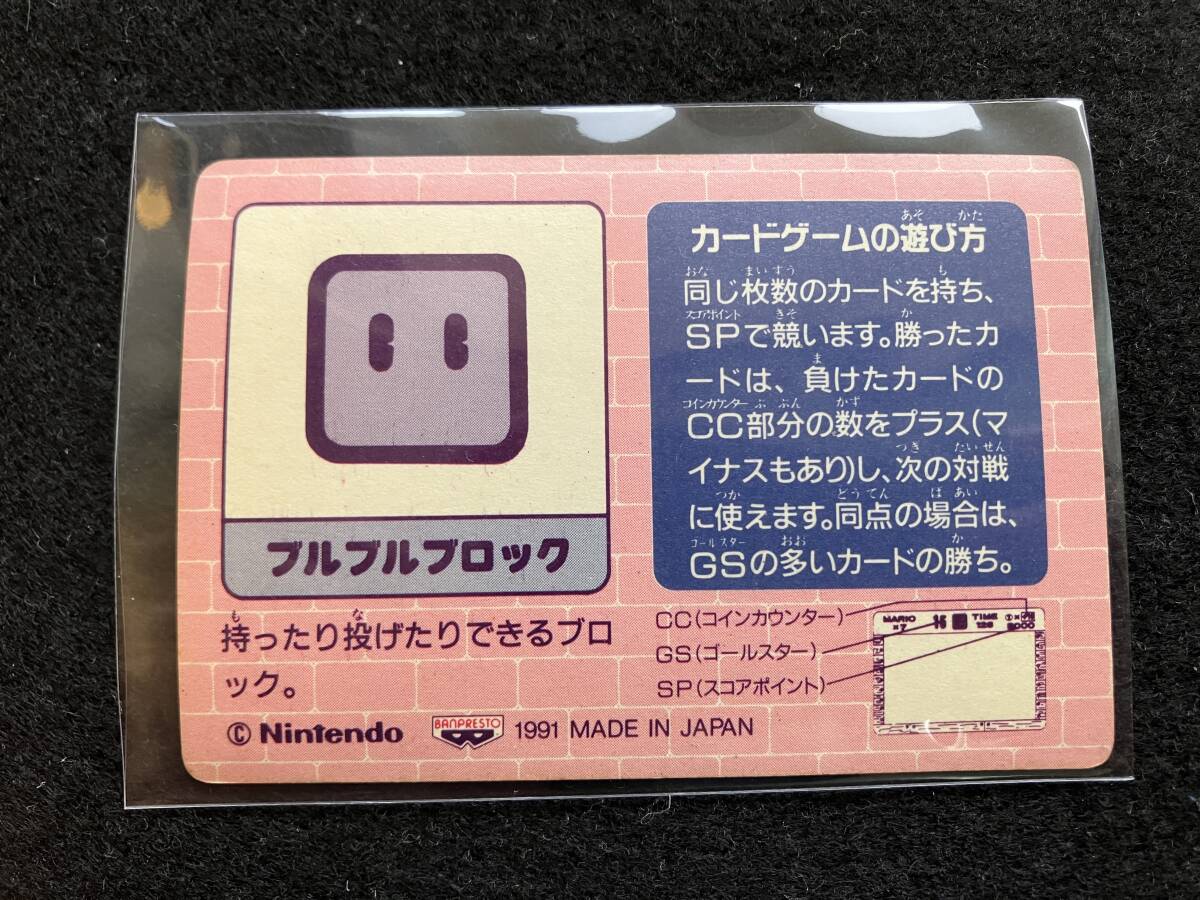 ブルブルブロック
持ったり投げたりできるブロ
ック。
© Nintendo BANPRESTO 1991 MADE IN JAPAN
カードゲームの遊び方
同じ枚数のカードを持ち、
SPで競います。勝ったカ
ードは、負けたカードの
CC部分の数をプラス(マ
イナスもあり)し、次の対戦
に使えます。同点の場合は、
GSの多いカードの勝ち。
CC(コインカウンター)
GS(ゴールスター)
SP(スコアポイント)
MARIO TIME
×7